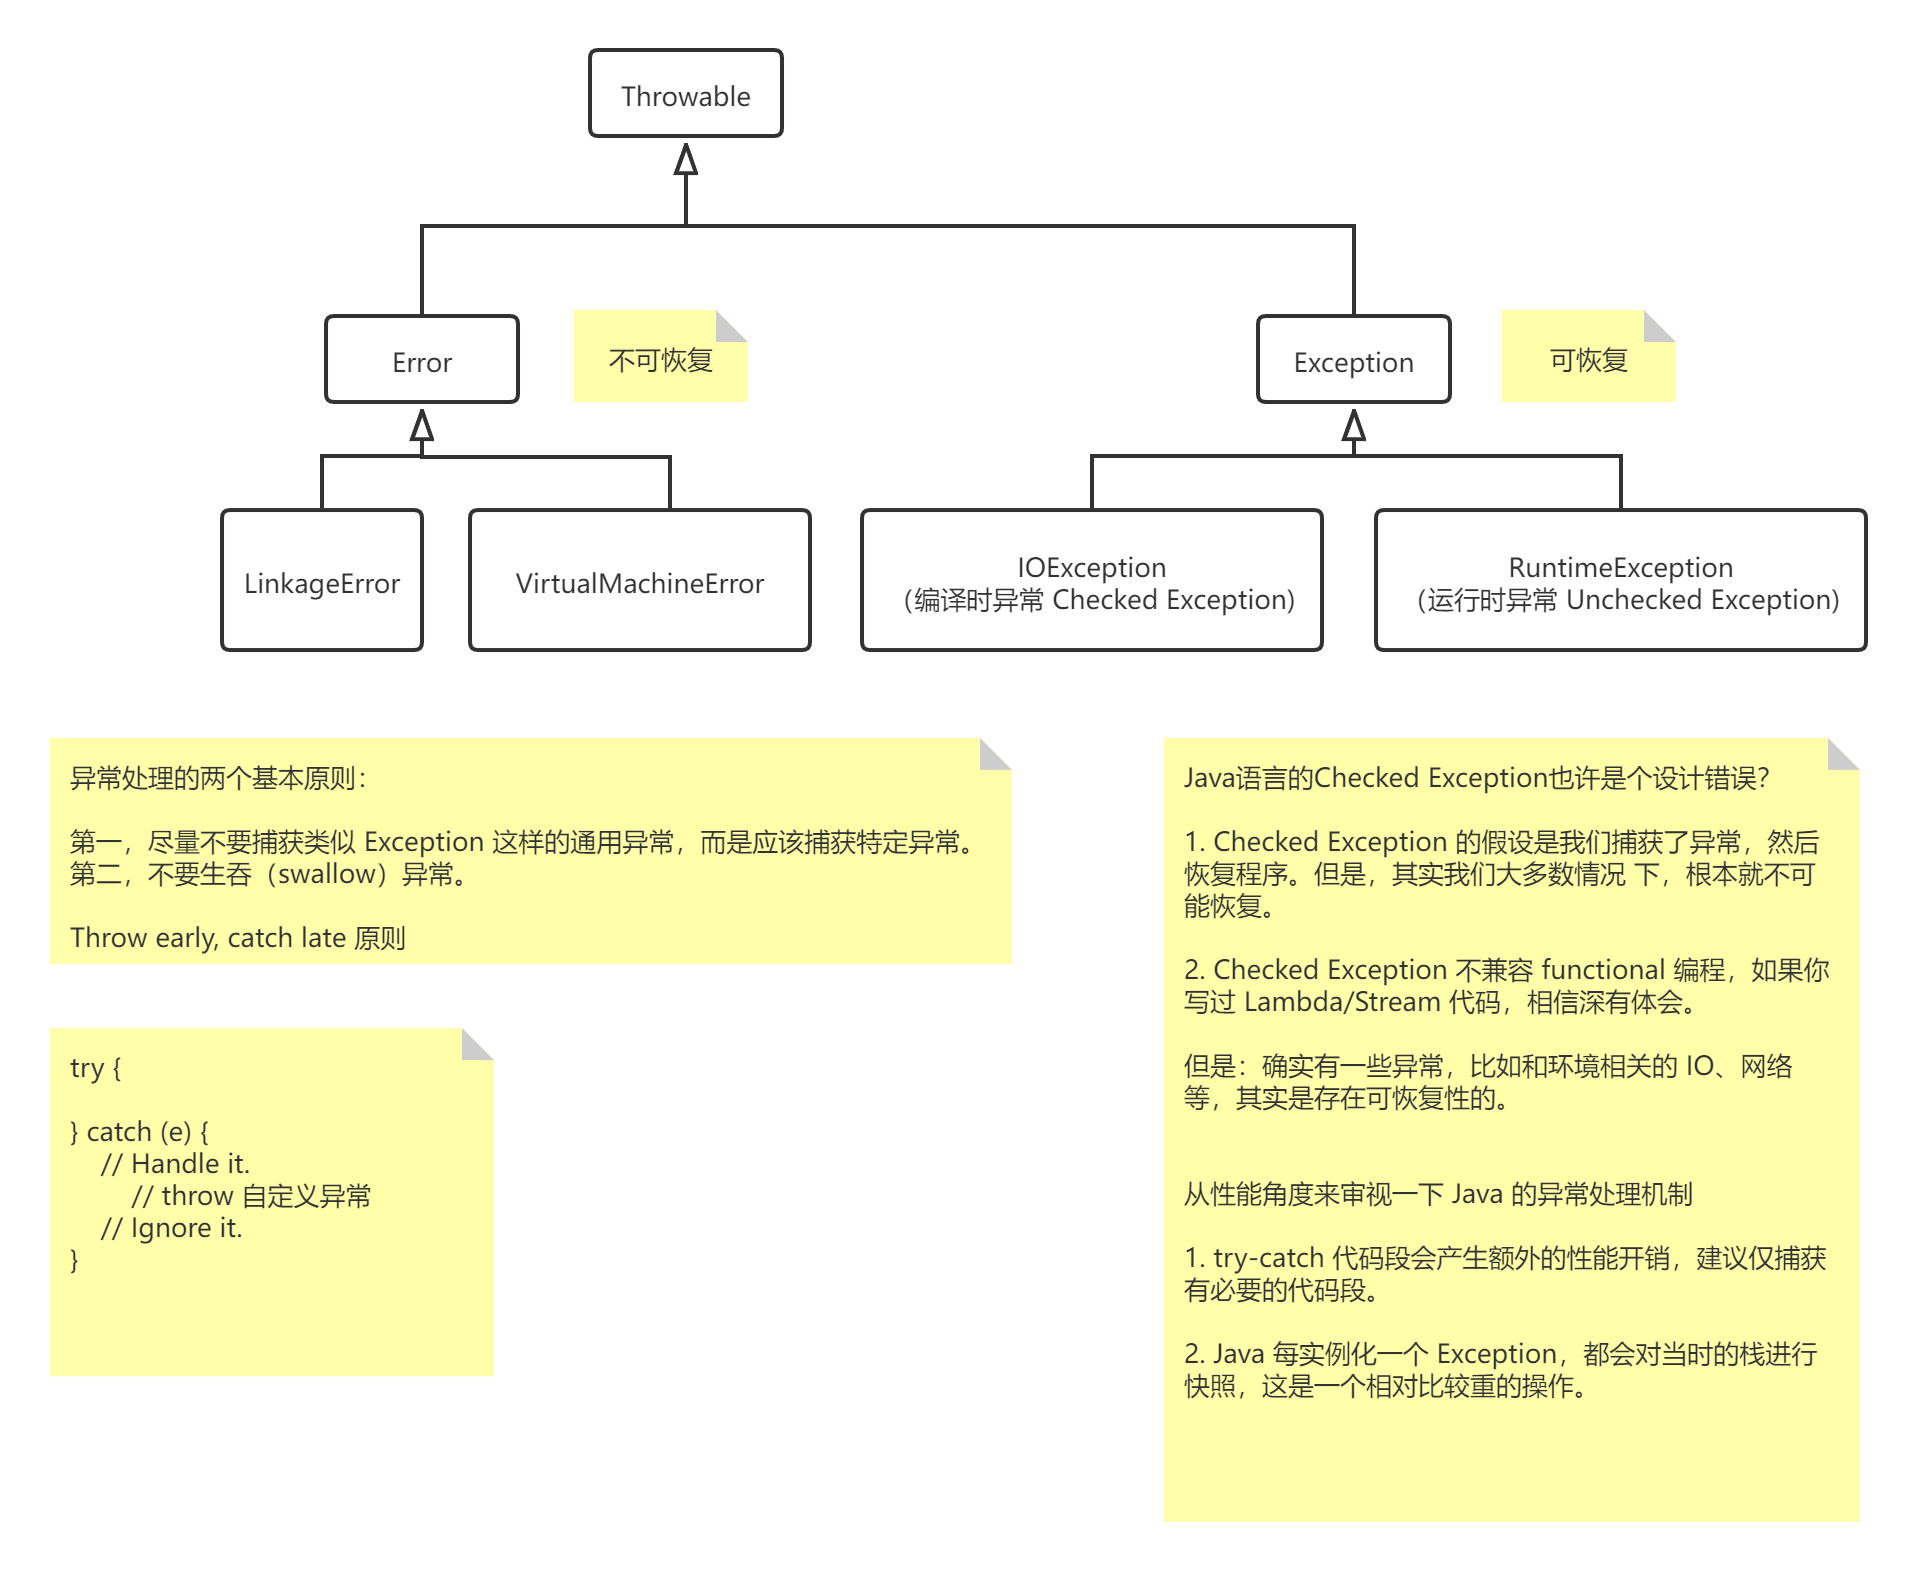 Throwable
Error
不可恢复
Exception
可恢复
LinkageError
VirtualMachineError
IOException
（编译时异常 Checked Exception)
RuntimeException
（运行时异常 Unchecked Exception)
异常处理的两个基本原则：
第一，尽量不要捕获类似 Exception 这样的通用异常，而是应该捕获特定异常。
第二，不要生吞（swallow）异常。
Throw early, catch late 原则
try {
} catch (e) {
// Handle it.
// throw 自定义异常
// Ignore it.
}
Java语言的Checked Exception也许是个设计错误？
1. Checked Exception 的假设是我们捕获了异常，然后
恢复程序。但是，其实我们大多数情况 下，根本就不可
能恢复。
2. Checked Exception 不兼容 functional 编程，如果你
写过 Lambda/Stream 代码，相信深有体会。
但是：确实有一些异常，比如和环境相关的 IO、网络
等，其实是存在可恢复性的。
从性能角度来审视一下 Java 的异常处理机制
1. try-catch 代码段会产生额外的性能开销，建议仅捕获
有必要的代码段。
2. Java 每实例化一个 Exception，都会对当时的栈进行
快照，这是一个相对比较重的操作。